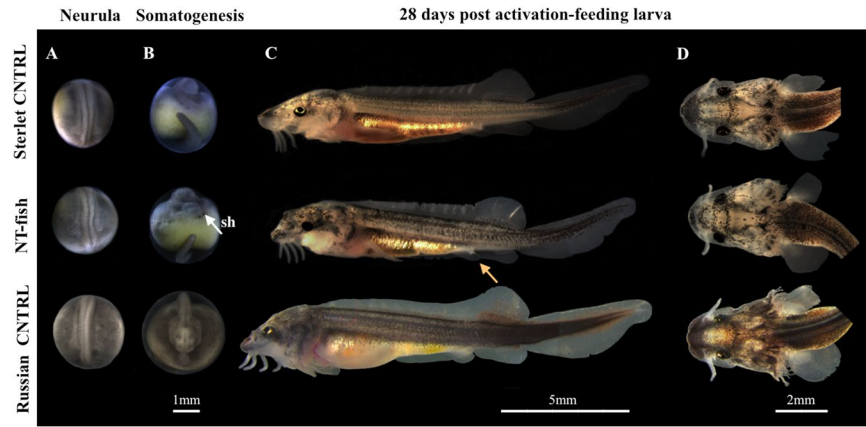 Neurula Somatogenesis 28 days post activation-feeding larva
A B C D
Sterlet CNTRL
NT-fish
sh
Russian CNTRL
1mm 5mm 2mm